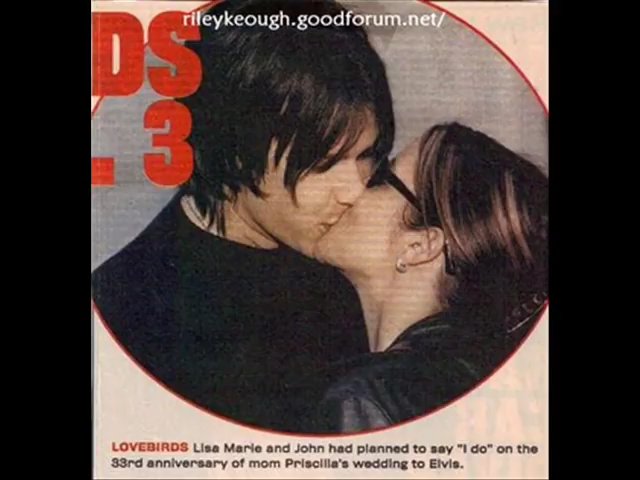 rileykeough.goodforum.net/
DS
. 3
LOVEBIRDS Lisa Marie and John had planned to say "I do" on the
33rd anniversary of mom Priscilla's wedding to Elvis.